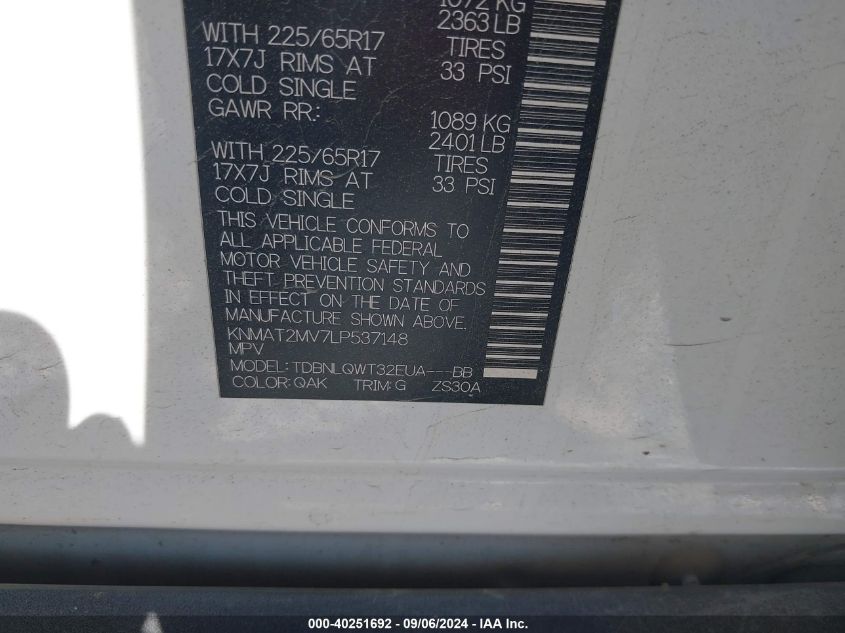 1072 KG
2363 LB
WITH 225/65R17 TIRES
17X7J RIMS AT 33 PSI
COLD SINGLE
GAWR RR.: 1089 KG
2401 LB
WITH 225/65R17 TIRES
17X7J RIMS AT 33 PSI
COLD SINGLE
THIS VEHICLE CONFORMS TO
ALL APPLICABLE FEDERAL
MOTOR VEHICLE SAFETY AND
THEFT PREVENTION STANDARDS
IN EFFECT ON THE DATE OF
MANUFACTURE SHOWN ABOVE.
KNMAT2MV7LP537148
MPV
MODEL:TDBNLQWT32EUA---BB
COLOR:QAK TRIM:G ZS30A
000-40251692 - 09/06/2024 - IAA Inc.